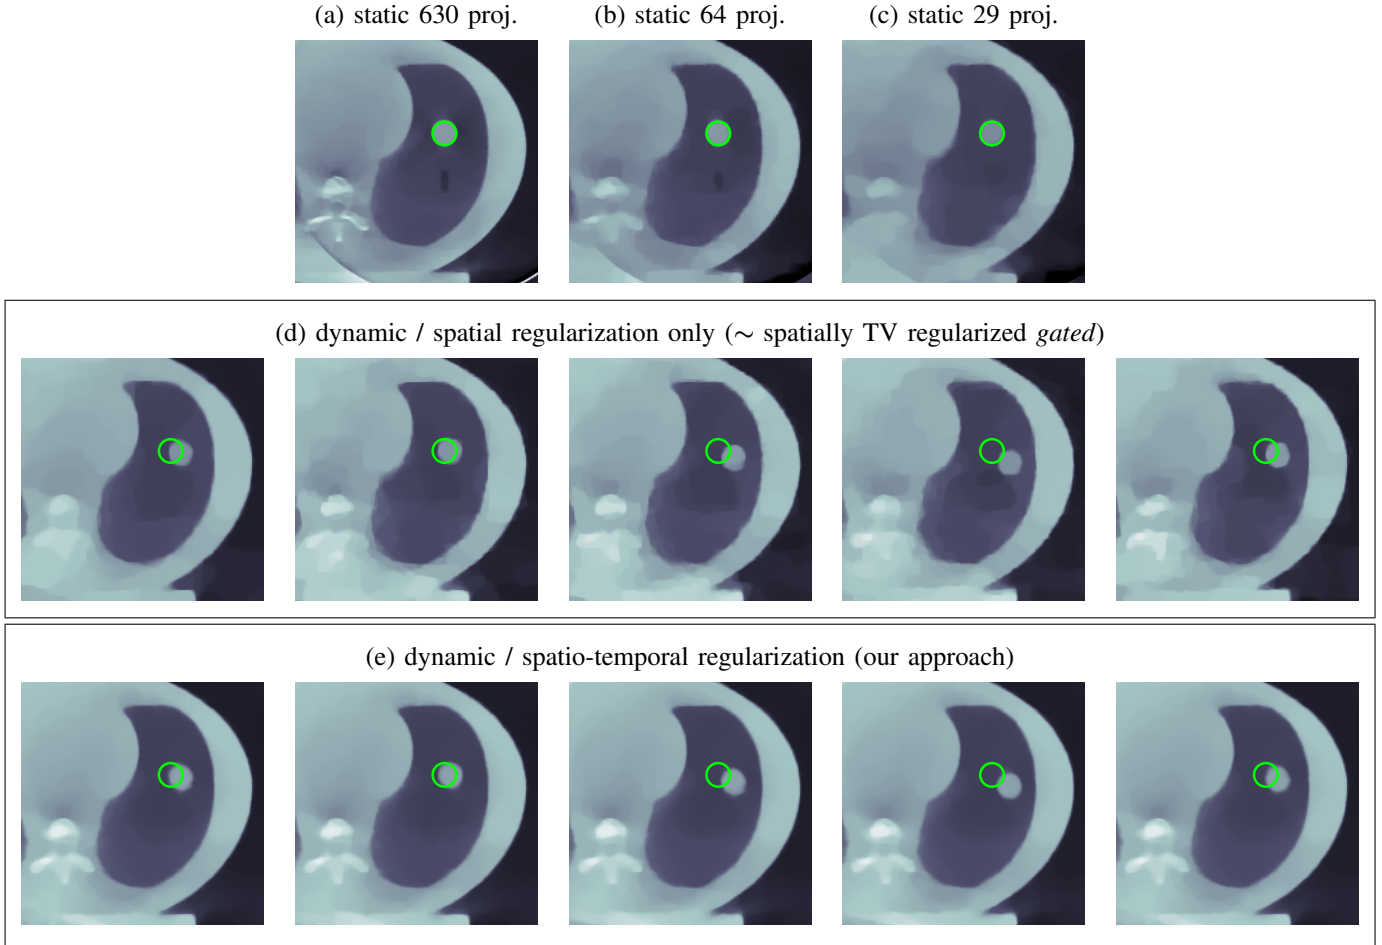 (a) static 630 proj.
(b) static 64 proj.
(c) static 29 proj.
(d) dynamic / spatial regularization only (∼ spatially TV regularized gated)
(e) dynamic / spatio-temporal regularization (our approach)